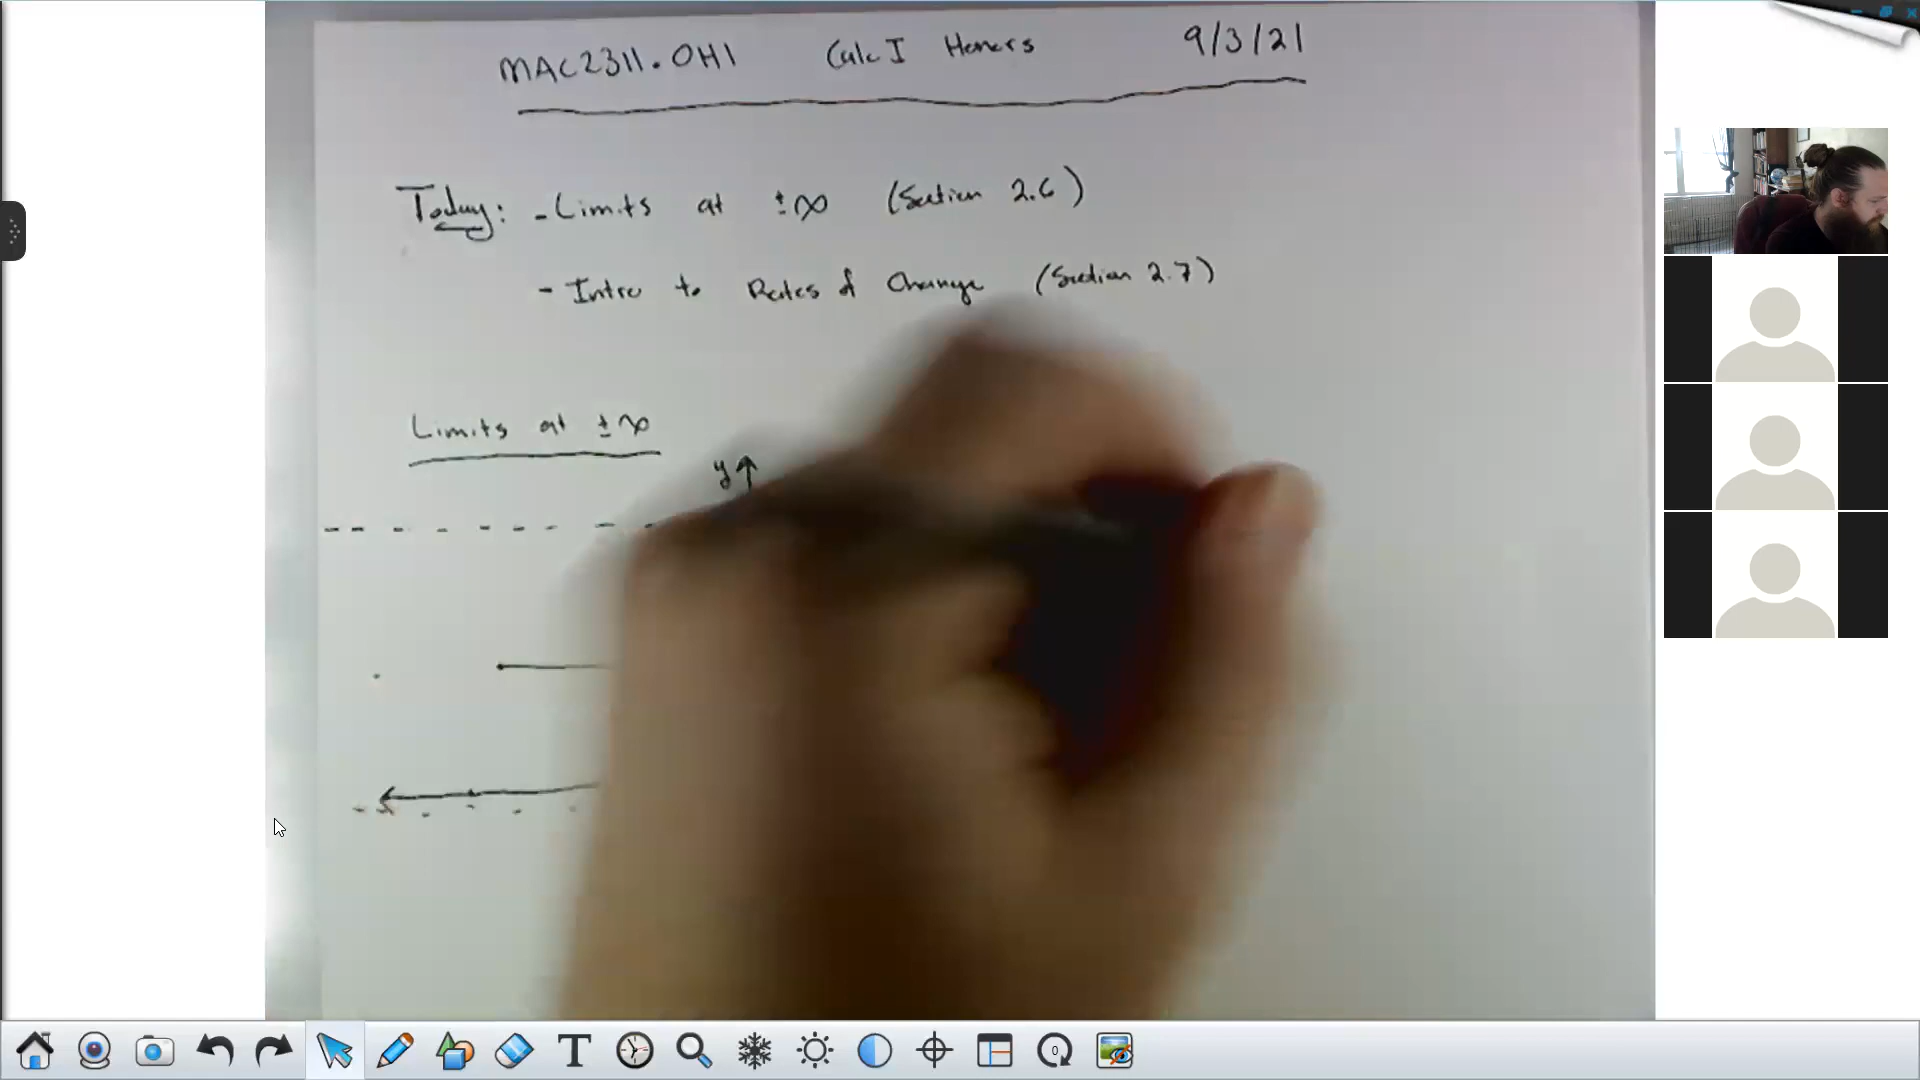 MAC2311.OH1 Calc I Honors 9/3/21
Today: - Limits at ±∞ (Section 2.6)
- Intro to Rates of Change (Section 2.7)
Limits at ±∞
y
T
0